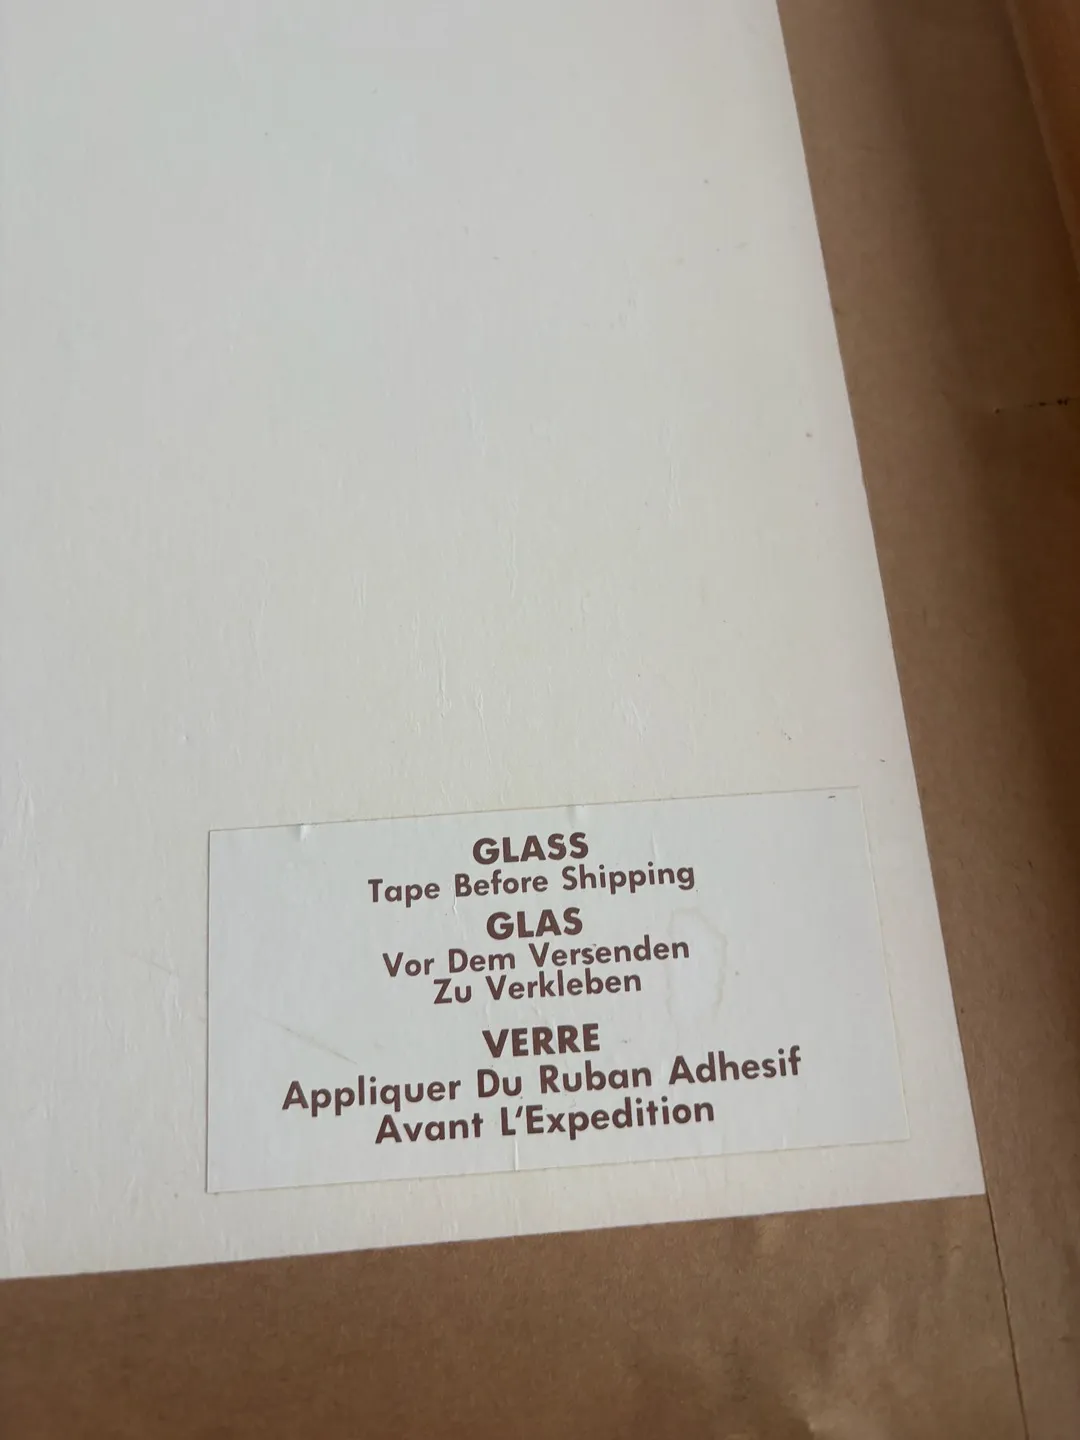 GLASS
Tape Before Shipping
GLAS
Vor Dem Versenden
Zu Verkleben
VERRE
Appliquer Du Ruban Adhesif
Avant L'Expedition